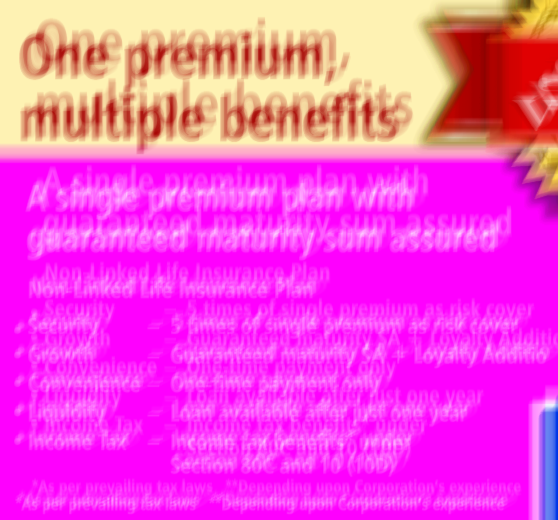 One premium,
multiple benefits
A single premium plan with
guaranteed maturity sum assured
Non-Linked Life Insurance Plan
Security – 5 times of single premium as risk cover
Growth – Guaranteed maturity SA + Loyalty Additio
Convenience – One time payment only
Liquidity – Loan available after just one year
Income Tax – Income tax benefits under
Section 80C and 10 (10D)
*As per prevailing tax laws **Depending upon Corporation's experience